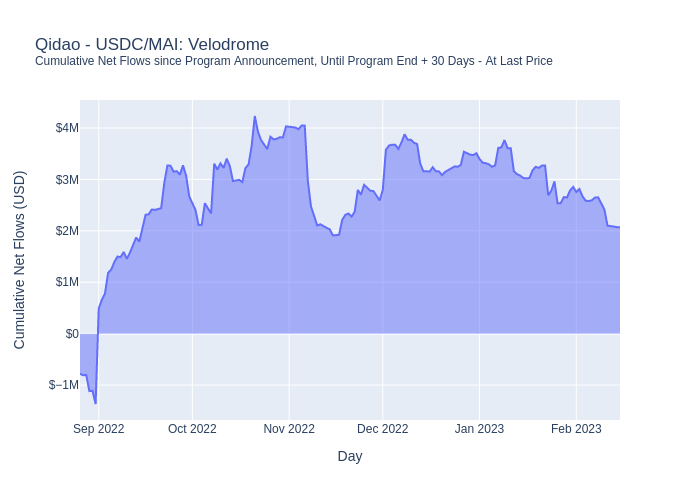 Qidao - USDC/MAI: Velodrome
Cumulative Net Flows since Program Announcement, Until Program End + 30 Days - At Last Price
Cumulative Net Flows (USD)
$4M
$3M
$2M
$1M
$0
$−1M
Sep 2022
Oct 2022
Nov 2022
Dec 2022
Jan 2023
Feb 2023
Day